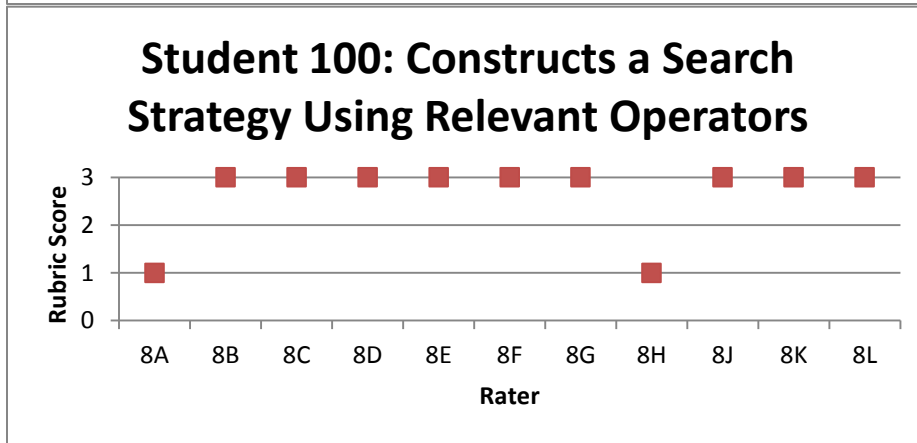 Student 100: Constructs a Search
Strategy Using Relevant Operators
Rubric Score
3
2
1
0
8A 8B 8C 8D 8E 8F 8G 8H 8J 8K 8L
Rater